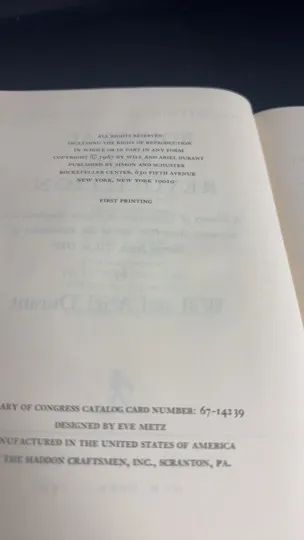 ALL RIGHTS RESERVED
INCLUDING THE RIGHT OF REPRODUCTION
IN WHOLE OR IN PART IN ANY FORM
COPYRIGHT © 1967 BY WILL AND ARIEL DURANT
PUBLISHED BY SIMON AND SCHUSTER
ROCKEFELLER CENTER, 630 FIFTH AVENUE
NEW YORK, NEW YORK 10020
FIRST PRINTING
ARY OF CONGRESS CATALOG CARD NUMBER: 67-14239
DESIGNED BY EVE METZ
NUFACTURED IN THE UNITED STATES OF AMERICA
THE HADDON CRAFTSMEN, INC., SCRANTON, PA.